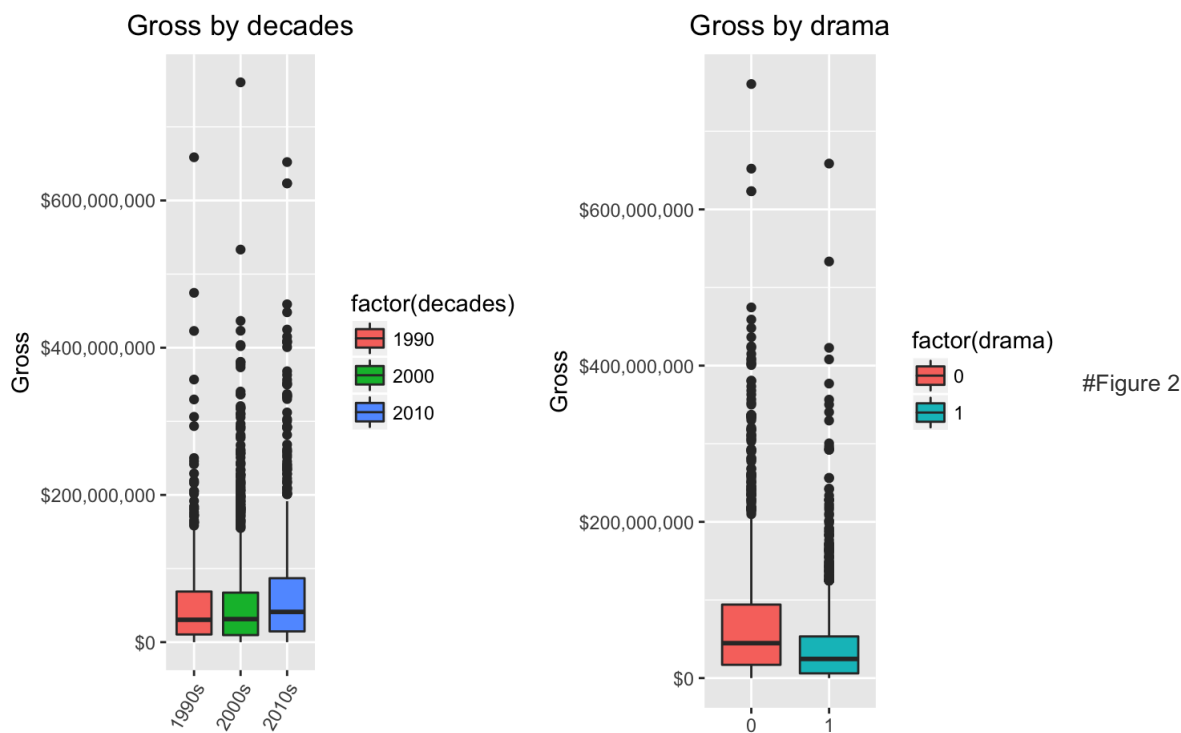 Gross by decades
Gross
$600,000,000
$400,000,000
$200,000,000
$0
1990s
2000s
2010s
factor(decades)
1990
2000
2010
Gross by drama
Gross
$600,000,000
$400,000,000
$200,000,000
$0
0
1
factor(drama)
0
1
#Figure 2